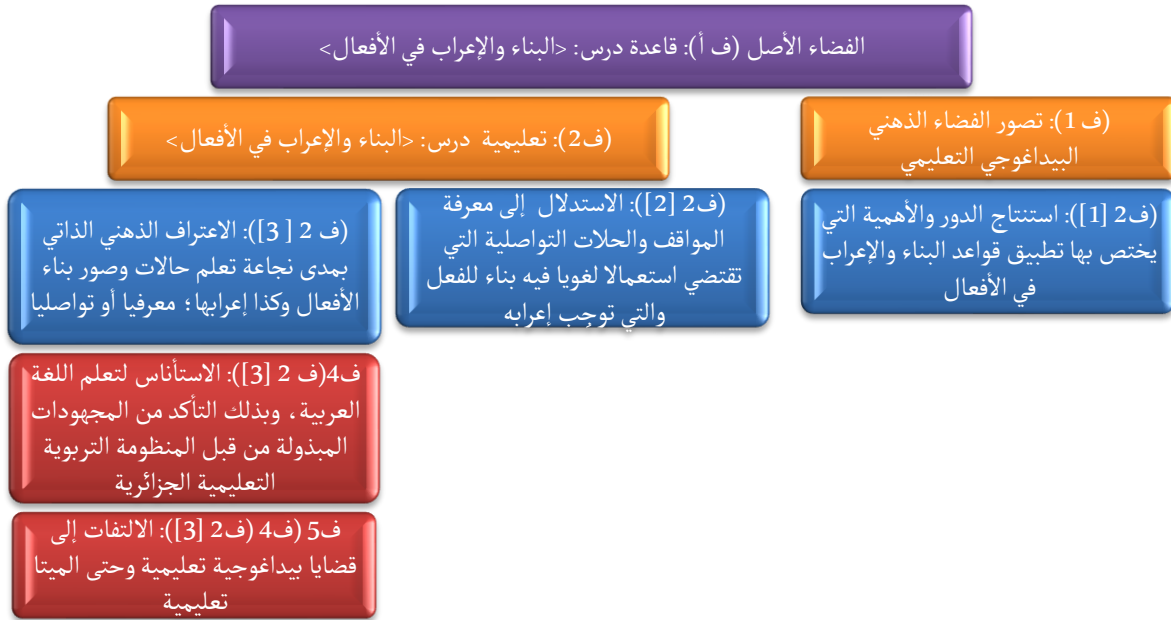 الفضاء الأصل (ف أ): قاعدة درس: <البناء والإعراب في الأفعال>
(ف 1): تصور الفضاء الذهني
البيداغوجي التعليمي
(ف2): تعليمية درس: <البناء والإعراب في الأفعال>
(ف2 [1]): استنتاج الدور والأهمية التي
يختص بها تطبيق قواعد البناء والإعراب
في الأفعال
(ف2 [2]): الاستدلال إلى معرفة
المواقف والحلات التواصلية التي
تقتضي استعمالا لغويا فيه بناء للفعل
والتي توجِب إعرابه
(ف 2 [ 3]): الاعتراف الذهني الذاتي
بمدى نجاعة تعلم حالات وصور بناء
الأفعال وكذا إعرابها؛ معرفيا أو تواصليا
ف4(ف 2 [3]): الاستأناس لتعلم اللغة
العربية، وبذلك التأكد من المجهودات
المبذولة من قبل المنظومة التربوية
التعليمية الجزائرية
ف5 (ف4 (ف2 [3]): الالتفات إلى
قضايا بيداغوجية تعليمية وحتى الميتا
تعليمية